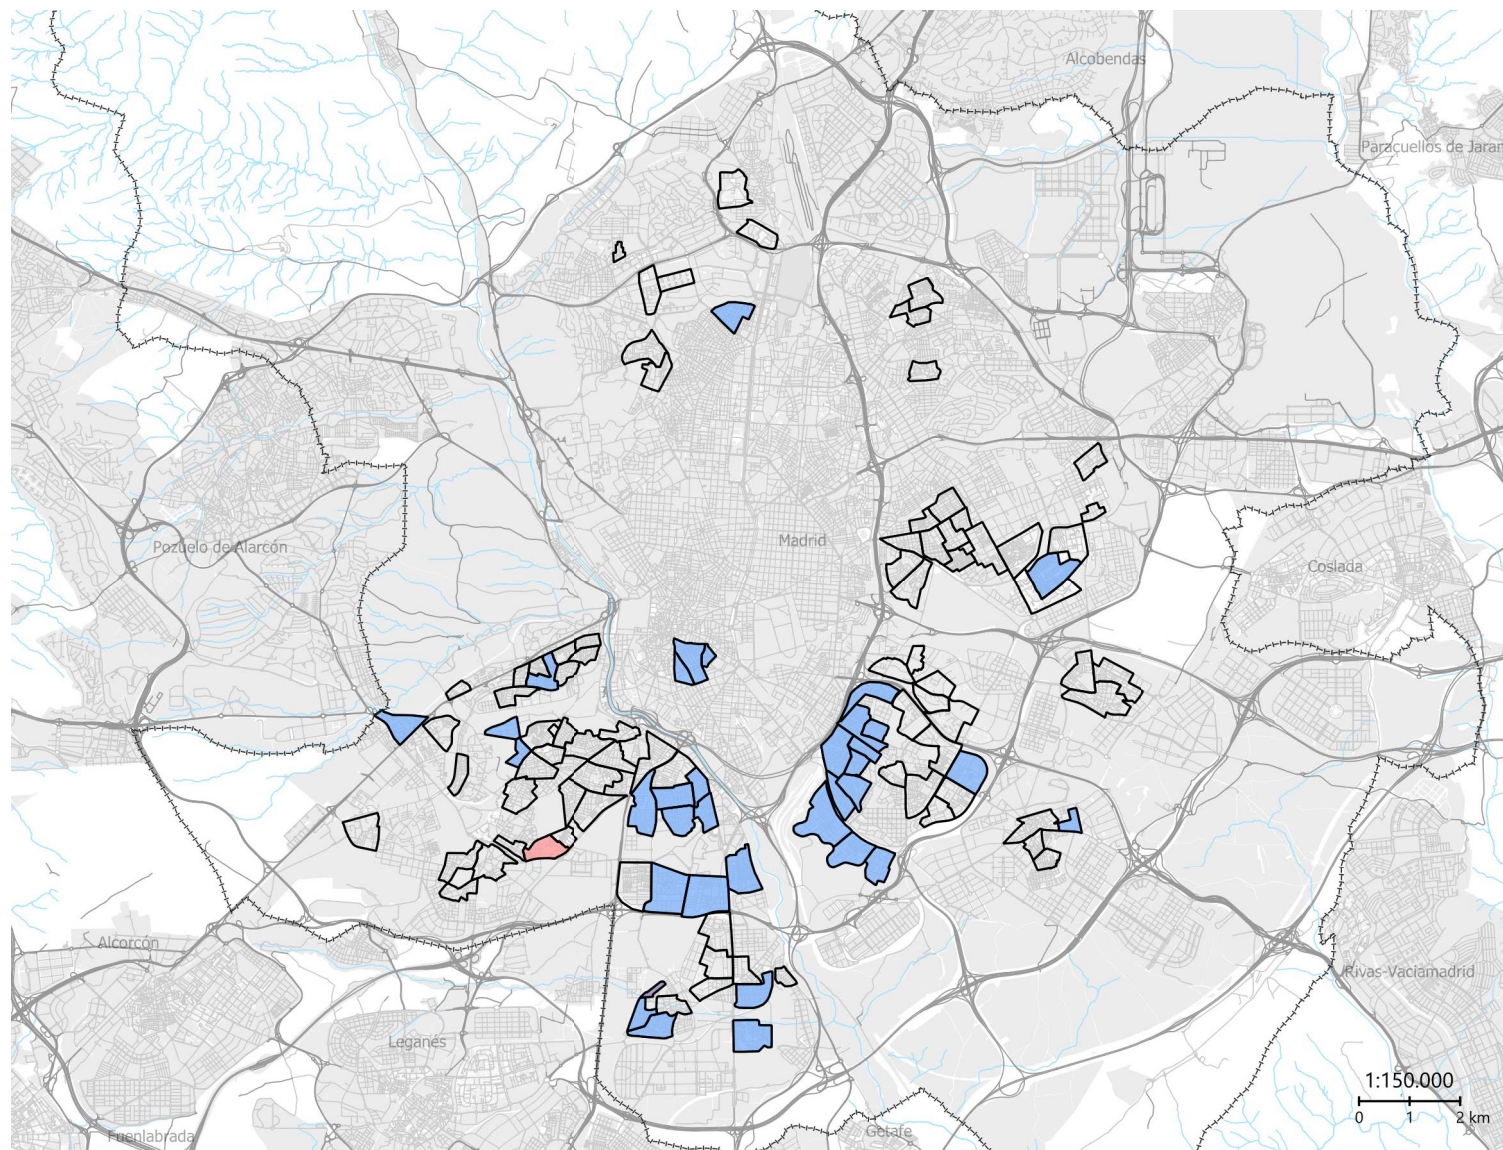 Alcobendas
Paracuellos de Jarar
Madrid
Pozuelo de Alarcón
Coslada
Alcorcón
Rivas-Vaciamadrid
Leganés
1:150.000
0 1 2 km
Fuenlabrada
Getafe